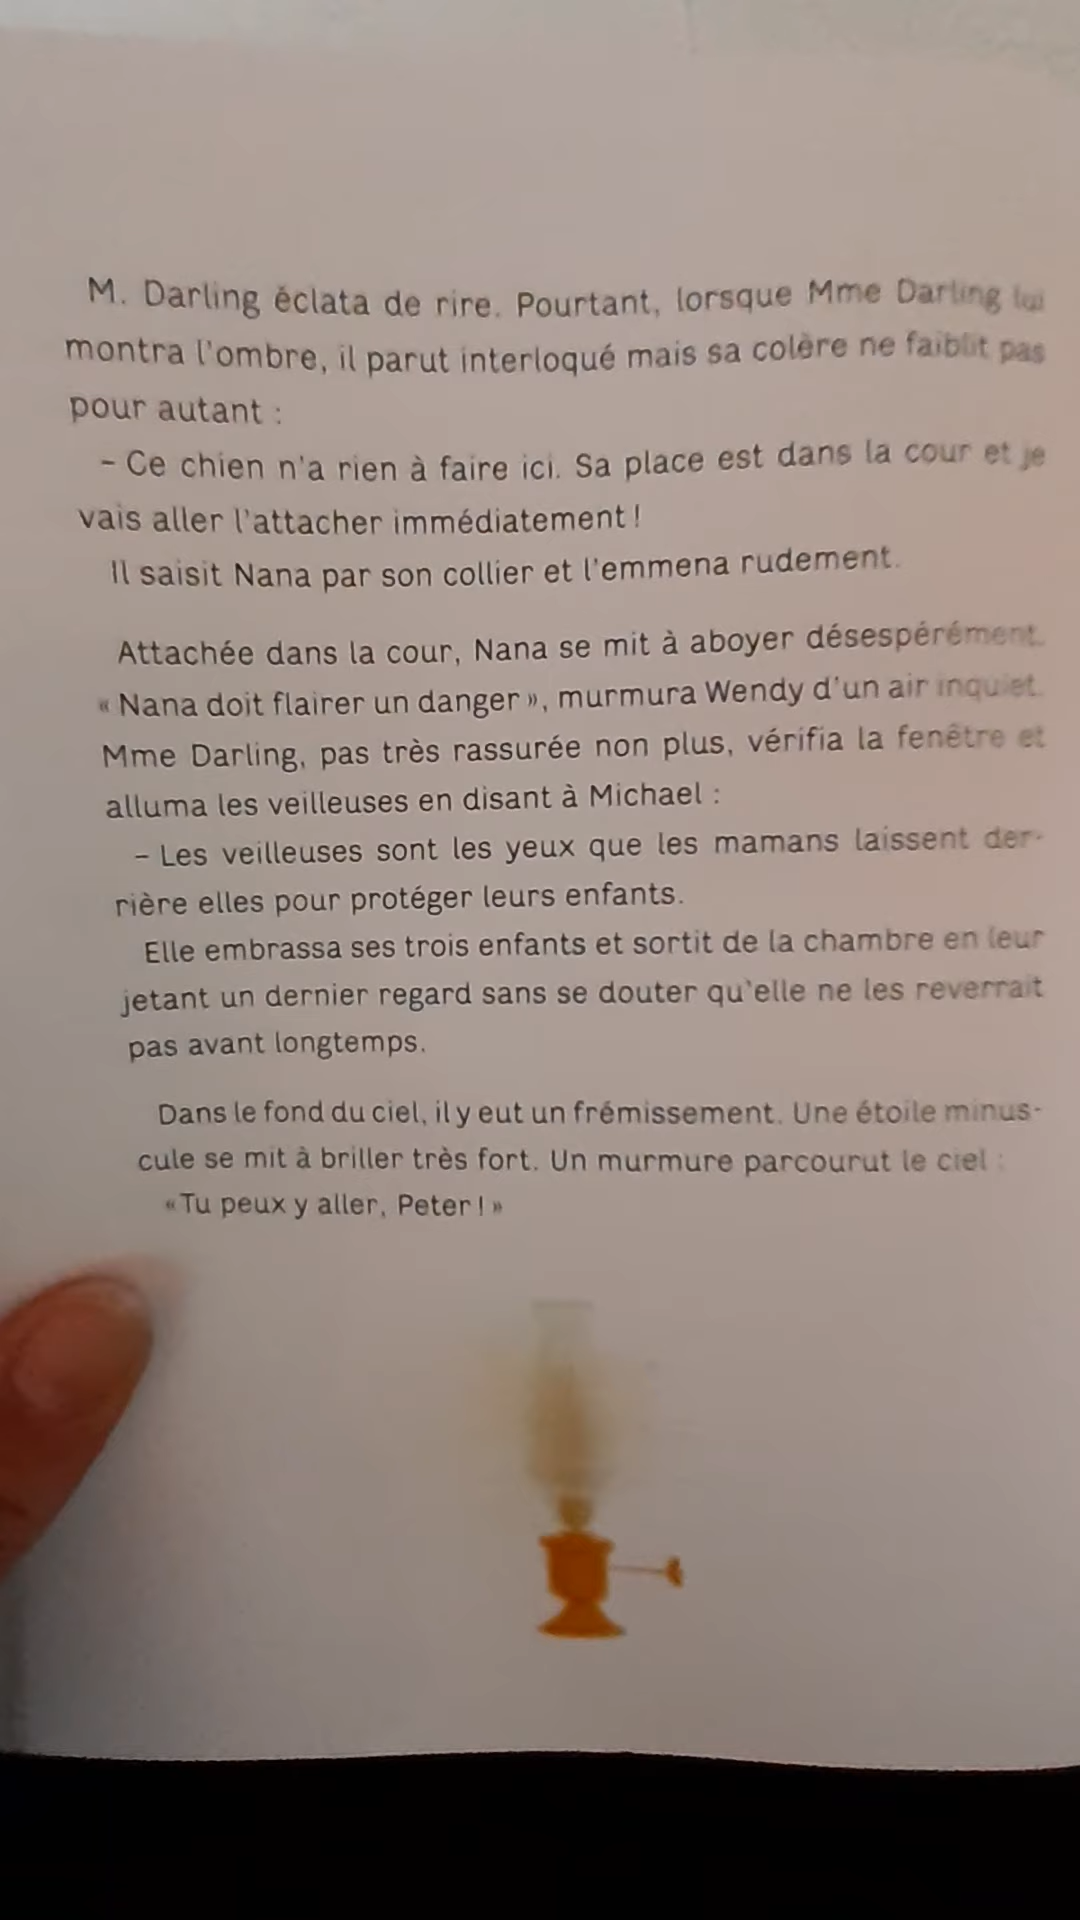 M. Darling éclata de rire. Pourtant, lorsque Mme Darling lui
montra l'ombre, il parut interloqué mais sa colère ne faiblit pas
pour autant :
– Ce chien n'a rien à faire ici. Sa place est dans la cour et je
vais aller l'attacher immédiatement !
Il saisit Nana par son collier et l'emmena rudement.
Attachée dans la cour, Nana se mit à aboyer désespérément.
« Nana doit flairer un danger », murmura Wendy d'un air inquiet.
Mme Darling, pas très rassurée non plus, vérifia la fenêtre et
alluma les veilleuses en disant à Michael :
– Les veilleuses sont les yeux que les mamans laissent der-
rière elles pour protéger leurs enfants.
Elle embrassa ses trois enfants et sortit de la chambre en leur
jetant un dernier regard sans se douter qu'elle ne les reverrait
pas avant longtemps.
Dans le fond du ciel, il y eut un frémissement. Une étoile minus-
cule se mit à briller très fort. Un murmure parcourut le ciel :
« Tu peux y aller, Peter ! »